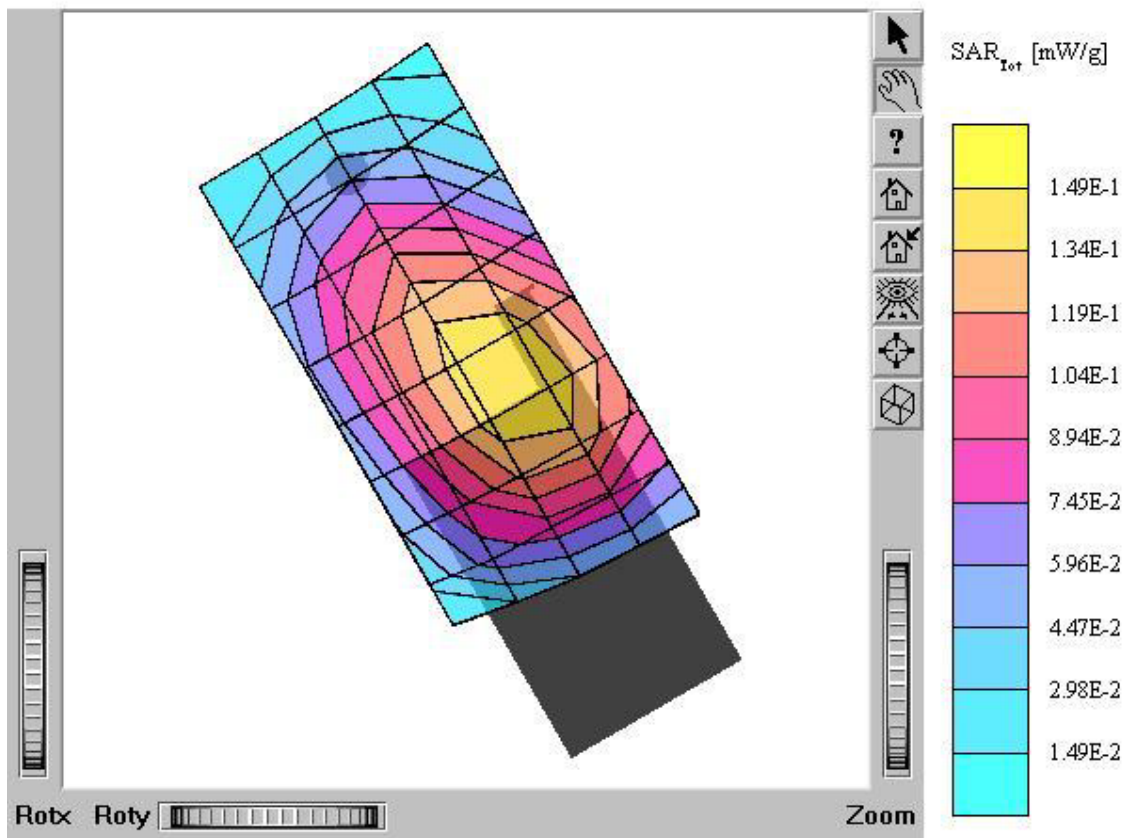 SAR_Tot [mW/g]
?
1.49E-1
1.34E-1
1.19E-1
1.04E-1
8.94E-2
7.45E-2
5.96E-2
4.47E-2
2.98E-2
1.49E-2
Rotx Roty Zoom